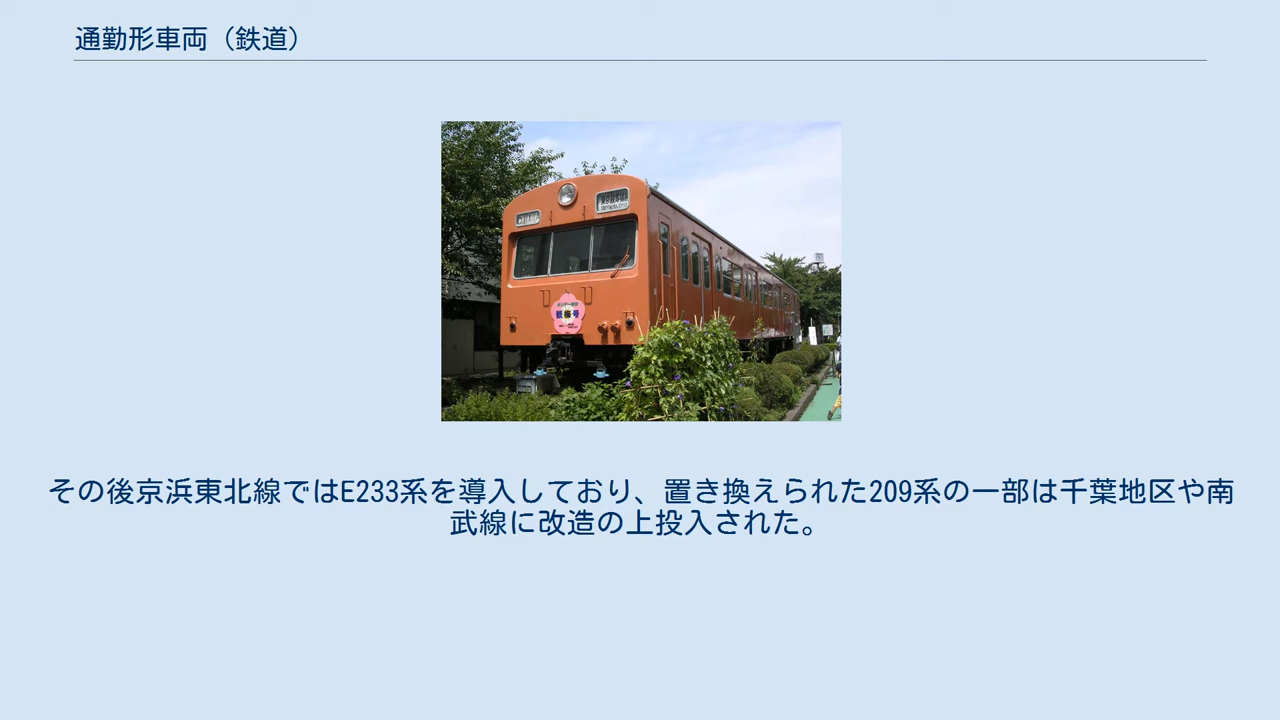 通勤形車両（鉄道）
その後京浜東北線ではE233系を導入しており、置き換えられた209系の一部は千葉地区や南
武線に改造の上投入された。